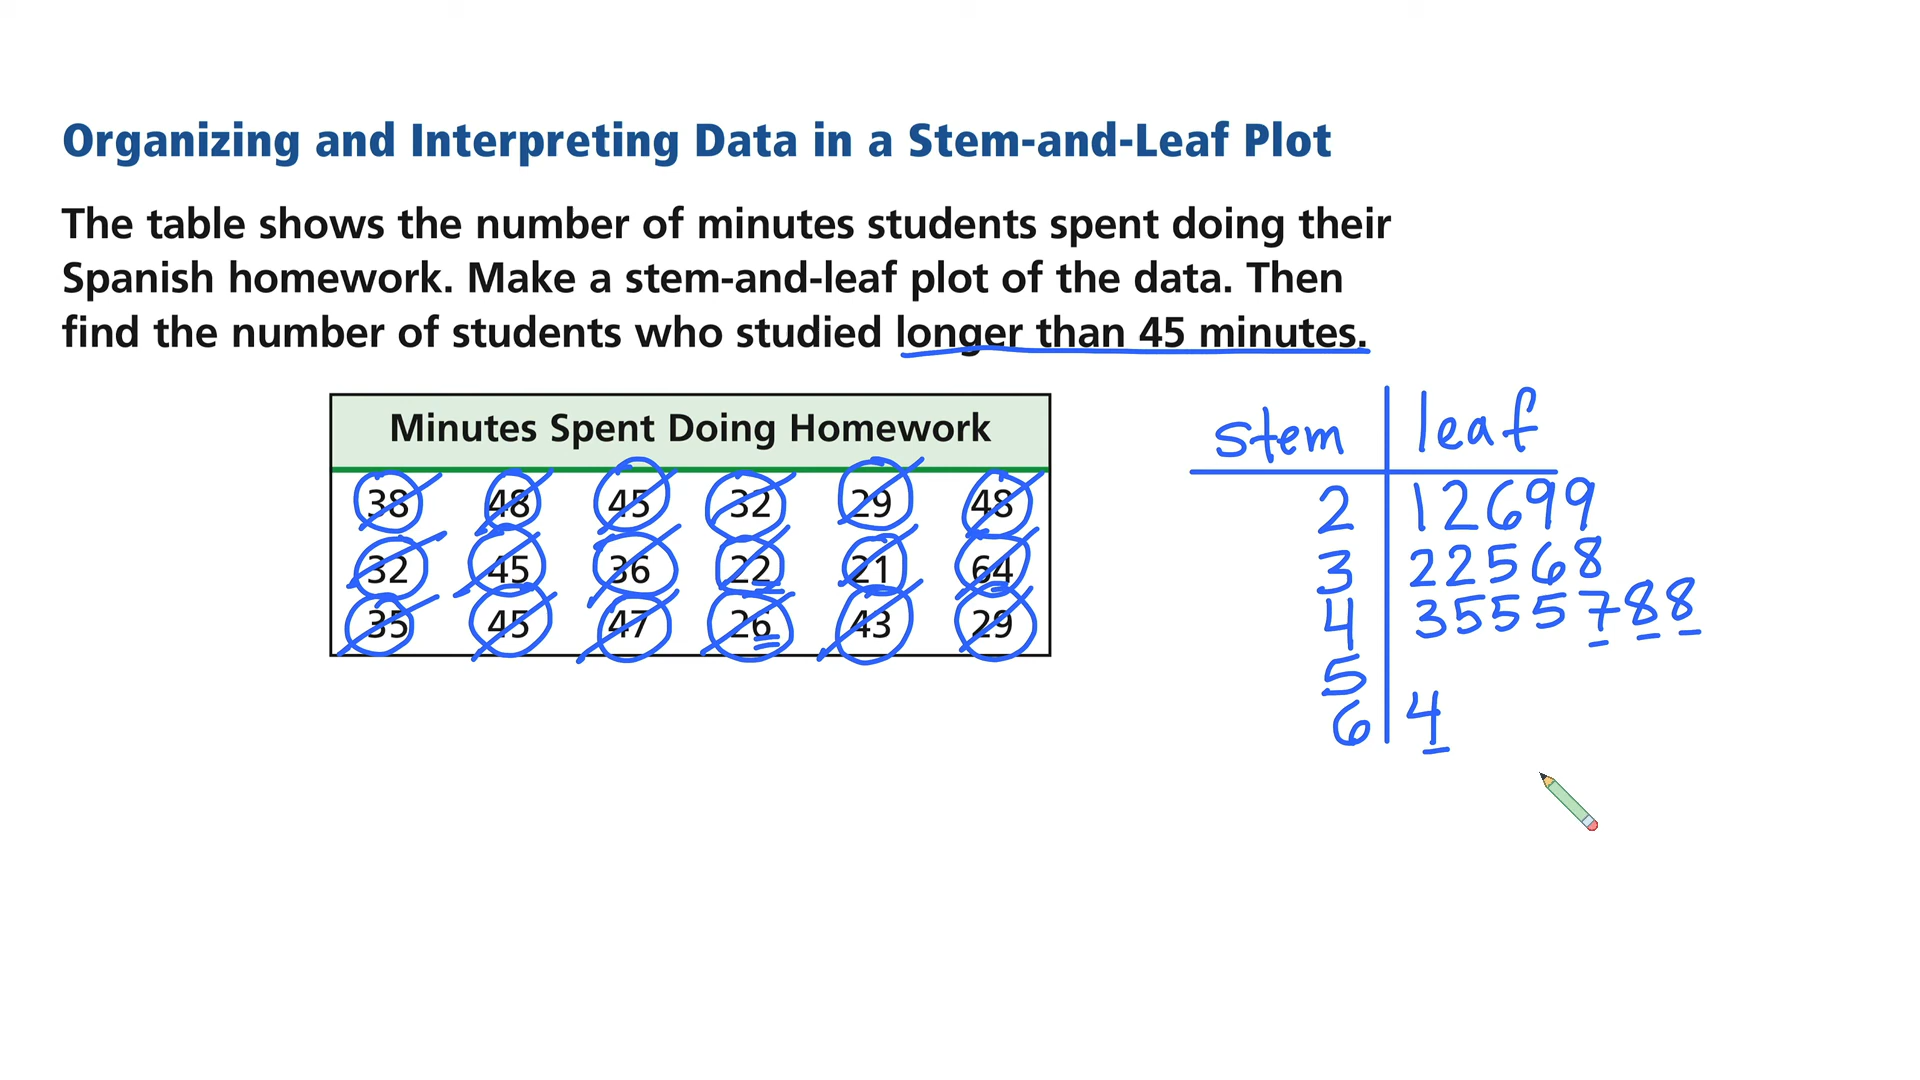 Organizing and Interpreting Data in a Stem-and-Leaf Plot
The table shows the number of minutes students spent doing their
Spanish homework. Make a stem-and-leaf plot of the data. Then
find the number of students who studied longer than 45 minutes.
Minutes Spent Doing Homework
38 48 45 32 29 48
32 45 36 22 21 64
35 45 47 26 43 29
stem leaf
2 12699
3 22568
4 3555788
5
6 4